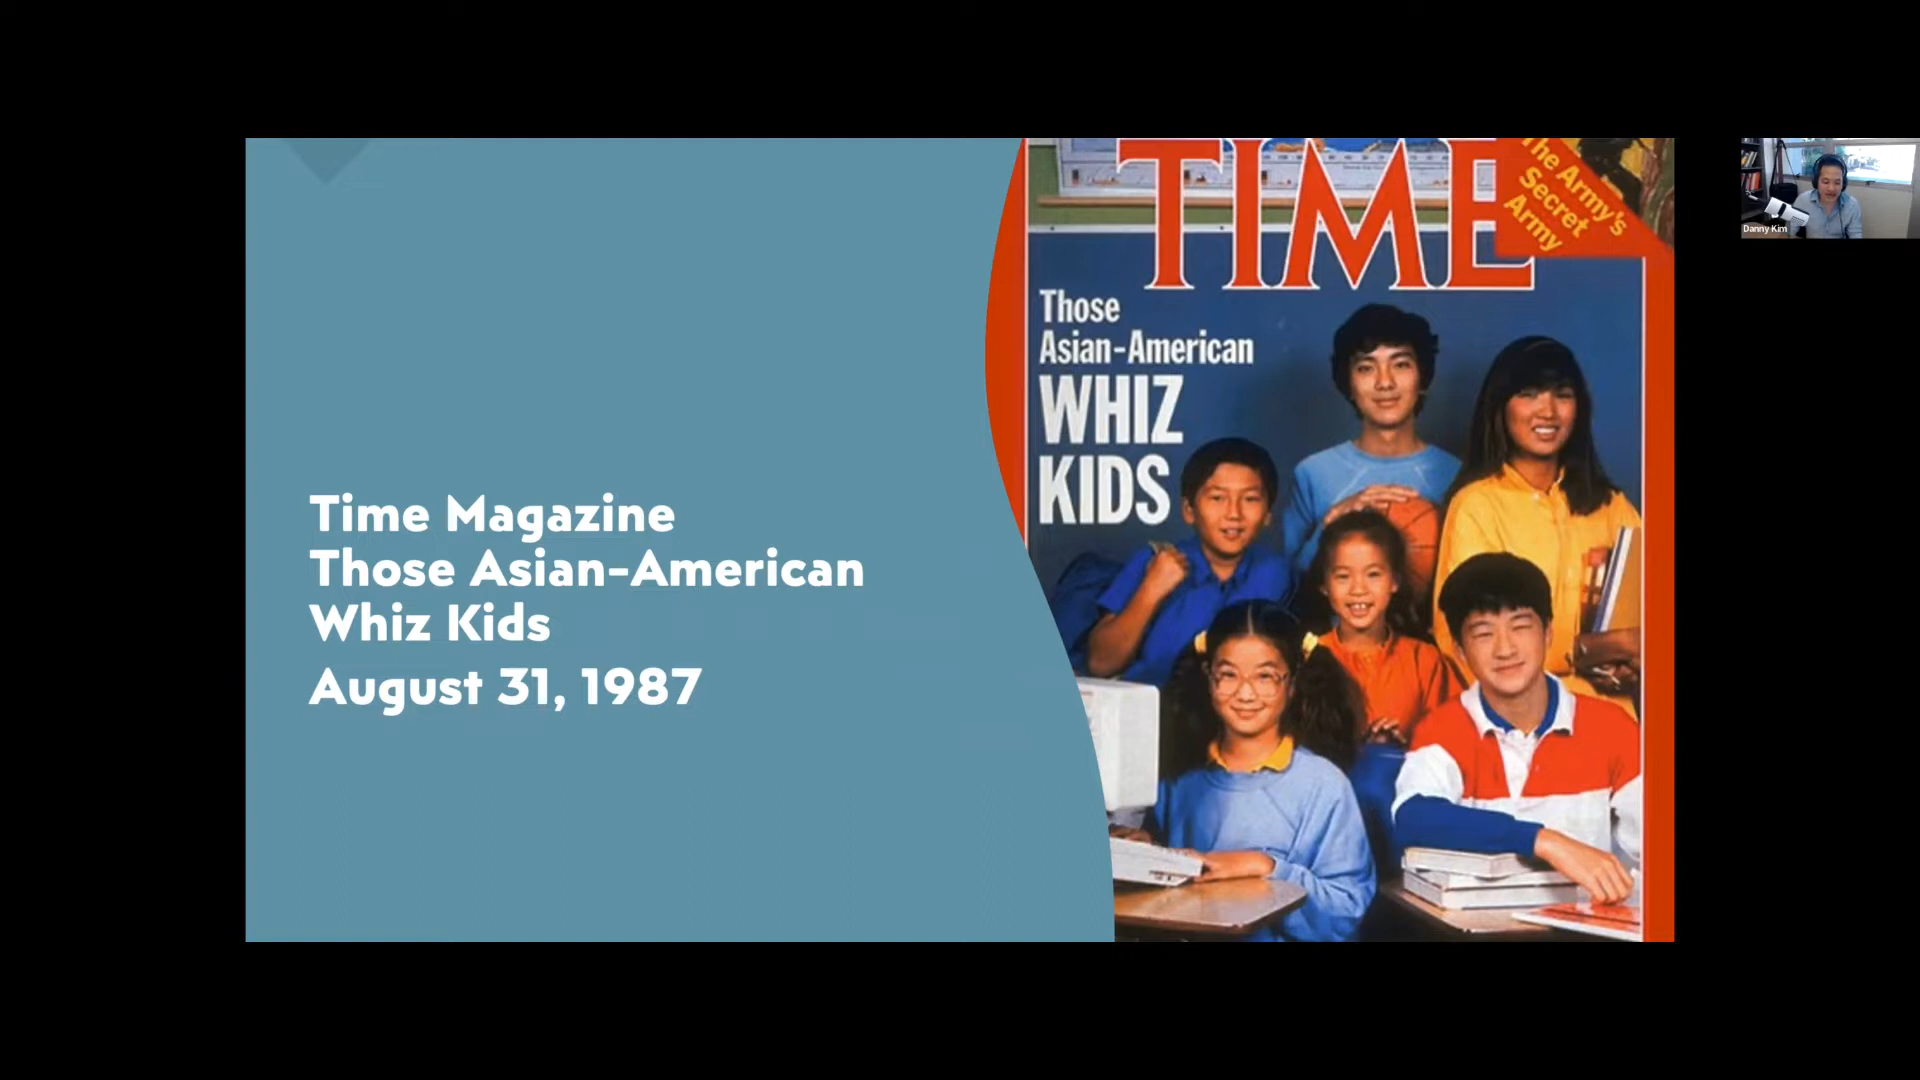 Time Magazine
Those Asian-American
Whiz Kids
August 31, 1987
TIME
The Army's
Secret
Army
Those
Asian-American
WHIZ
KIDS
Danny Kim